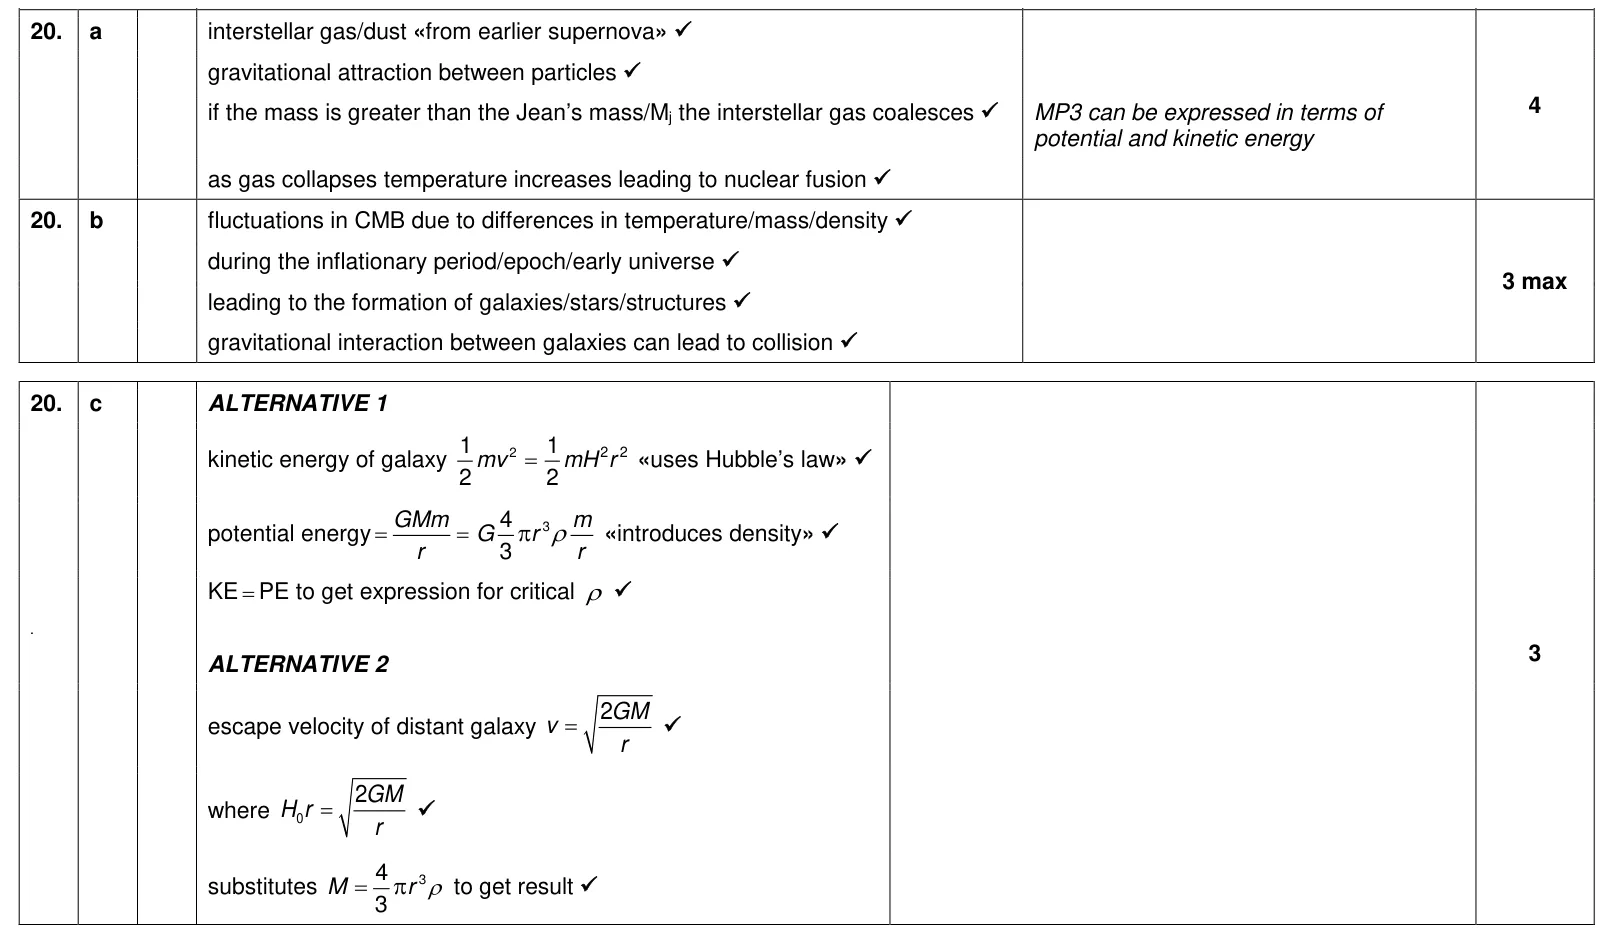 20. a interstellar gas/dust «from earlier supernova» ✓
gravitational attraction between particles ✓
if the mass is greater than the Jean’s mass/Mj the interstellar gas coalesces ✓
MP3 can be expressed in terms of
potential and kinetic energy
4
as gas collapses temperature increases leading to nuclear fusion ✓
20. b fluctuations in CMB due to differences in temperature/mass/density ✓
during the inflationary period/epoch/early universe ✓
leading to the formation of galaxies/stars/structures ✓
gravitational interaction between galaxies can lead to collision ✓
3 max
20. c ALTERNATIVE 1
kinetic energy of galaxy 1/2 mv² = 1/2 mH²r² «uses Hubble’s law» ✓
potential energy = GMm/r = G 4/3 πr³ρ m/r «introduces density» ✓
KE = PE to get expression for critical ρ ✓
.
ALTERNATIVE 2
3
escape velocity of distant galaxy v = √(2GM/r) ✓
where H₀r = √(2GM/r) ✓
substitutes M = 4/3 πr³ρ to get result ✓